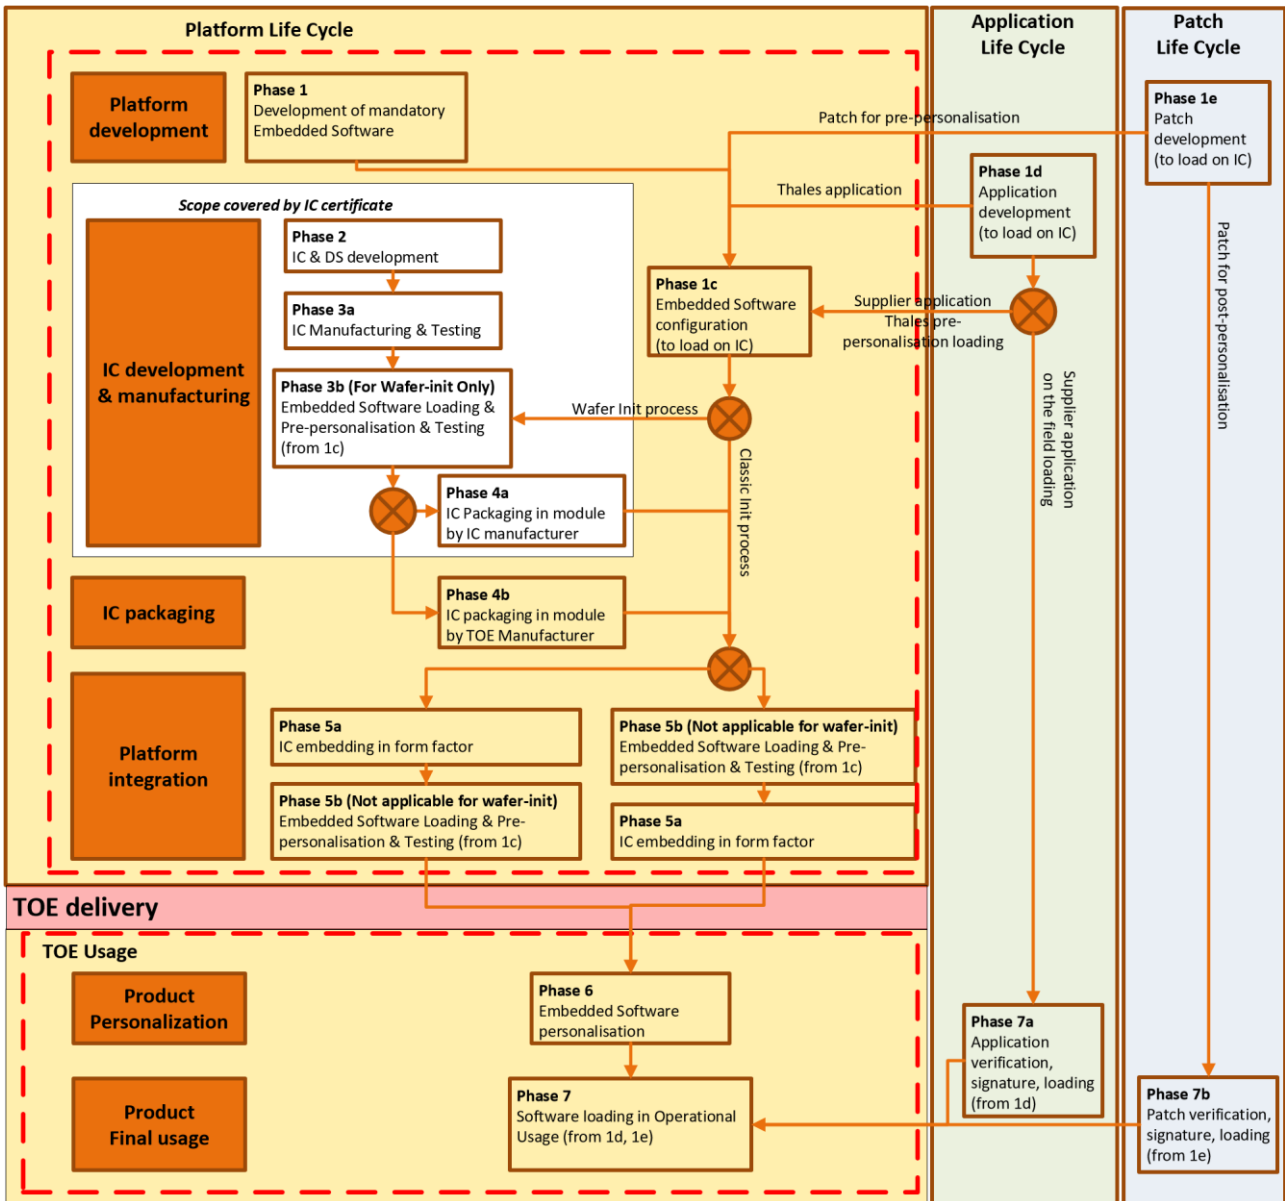 Platform Life Cycle
Application
Life Cycle
Patch
Life Cycle
Platform
development
Phase 1
Development of mandatory
Embedded Software
Patch for pre-personalisation
Phase 1e
Patch
development
(to load on IC)
Thales application
Phase 1d
Application
development
(to load on IC)
Scope covered by IC certificate
IC development
& manufacturing
Phase 2
IC & DS development
Phase 3a
IC Manufacturing & Testing
Phase 1c
Embedded Software
configuration
(to load on IC)
Supplier application
Thales pre-
personalisation loading
Patch for post-personalisation
Phase 3b (For Wafer-init Only)
Embedded Software Loading &
Pre-personalisation & Testing
(from 1c)
Wafer Init process
Supplier application
on the field loading
Classic Init process
Phase 4a
IC Packaging in module
by IC manufacturer
IC packaging
Phase 4b
IC packaging in module
by TOE Manufacturer
Platform
integration
Phase 5a
IC embedding in form factor
Phase 5b (Not applicable for wafer-init)
Embedded Software Loading & Pre-
personalisation & Testing (from 1c)
Phase 5b (Not applicable for wafer-init)
Embedded Software Loading & Pre-
personalisation & Testing (from 1c)
Phase 5a
IC embedding in form factor
TOE delivery
TOE Usage
Product
Personalization
Phase 6
Embedded Software
personalisation
Phase 7a
Application
verification,
signature, loading
(from 1d)
Product
Final usage
Phase 7
Software loading in Operational
Usage (from 1d, 1e)
Phase 7b
Patch verification,
signature, loading
(from 1e)